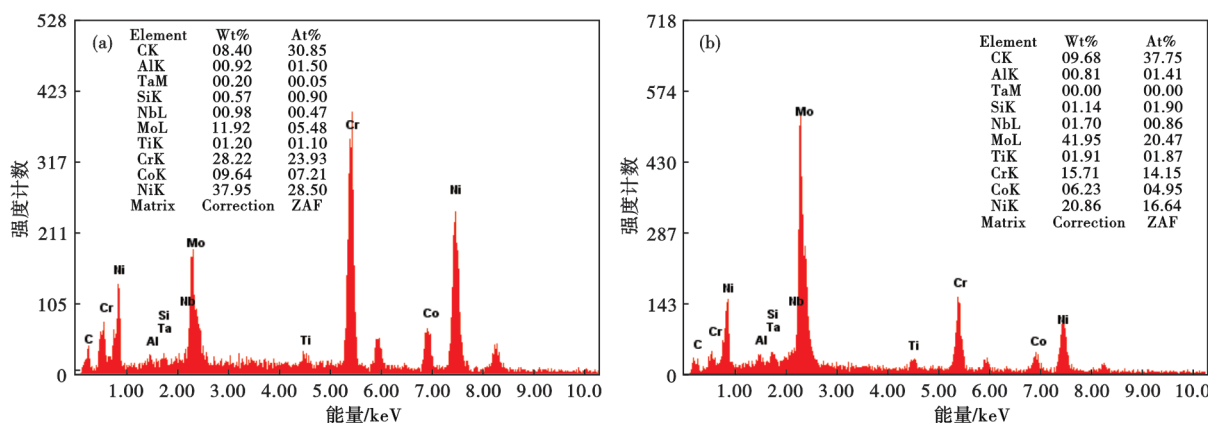 528
423
317
211
105
0
强度计数
(a)
Element Wt% At%
CK 08.40 30.85
AlK 00.92 01.50
TaM 00.20 00.05
SiK 00.57 00.90
NbL 00.98 00.47
MoL 11.92 05.48
TiK 01.20 01.10
CrK 28.22 23.93
CoK 09.64 07.21
NiK 37.95 28.50
Matrix Correction ZAF
C
Cr
Ni
Al
Si
Ta
Nb
Mo
Ti
Cr
Co
Ni
1.00 2.00 3.00 4.00 5.00 6.00 7.00 8.00 9.00 10.0
能量/keV
718
574
430
287
143
0
强度计数
(b)
Element Wt% At%
CK 09.68 37.75
AlK 00.81 01.41
TaM 00.00 00.00
SiK 01.14 01.90
NbL 01.70 00.86
MoL 41.95 20.47
TiK 01.91 01.87
CrK 15.71 14.15
CoK 06.23 04.95
NiK 20.86 16.64
Matrix Correction ZAF
C
Cr
Ni
Al
Si
Ta
Nb
Mo
Ti
Cr
Co
Ni
1.00 2.00 3.00 4.00 5.00 6.00 7.00 8.00 9.00 10.0
能量/keV